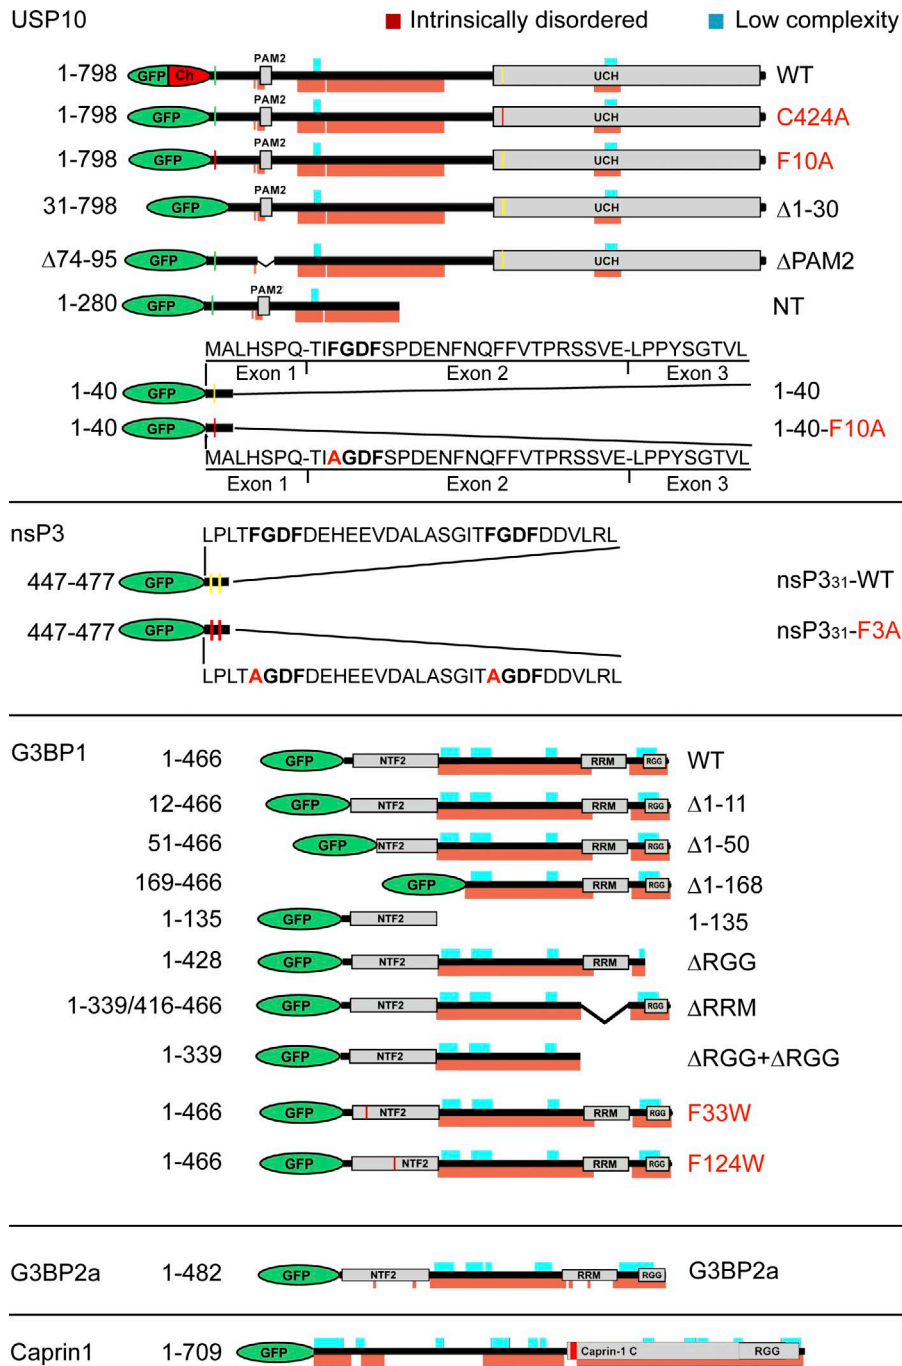 USP10 Intrinsically disordered Low complexity
PAM2
1-798 GFP Ch UCH WT
PAM2
1-798 GFP UCH C424A
PAM2
1-798 GFP UCH F10A
PAM2
31-798 GFP UCH Δ1-30
Δ74-95 GFP UCH ΔPAM2
PAM2
1-280 GFP NT
MALHSPQ-TIFGDFSPDENFNQFFVTPRSSVE-LPPYSGTVL
Exon 1 Exon 2 Exon 3
1-40 GFP 1-40
1-40 GFP 1-40-F10A
MALHSPQ-TIAGDFSPDENFNQFFVTPRSSVE-LPPYSGTVL
Exon 1 Exon 2 Exon 3
nsP3 LPLTFGDFDEHEEVDALASGITFGDFDDVLRL
447-477 GFP nsP331-WT
447-477 GFP nsP331-F3A
LPLTAGDFDEHEEVDALASGITAGDFDDVLRL
G3BP1 1-466 GFP NTF2 RRM RGG WT
12-466 GFP NTF2 RRM RGG Δ1-11
51-466 GFP NTF2 RRM RGG Δ1-50
169-466 GFP RRM RGG Δ1-168
1-135 GFP NTF2 1-135
1-428 GFP NTF2 RRM ΔRGG
1-339/416-466 GFP NTF2 RGG ΔRRM
1-339 GFP NTF2 ΔRGG+ΔRGG
1-466 GFP NTF2 RRM RGG F33W
1-466 GFP NTF2 RRM RGG F124W
G3BP2a 1-482 GFP NTF2 RRM RGG G3BP2a
Caprin1 1-709 GFP Caprin-1 C RGG